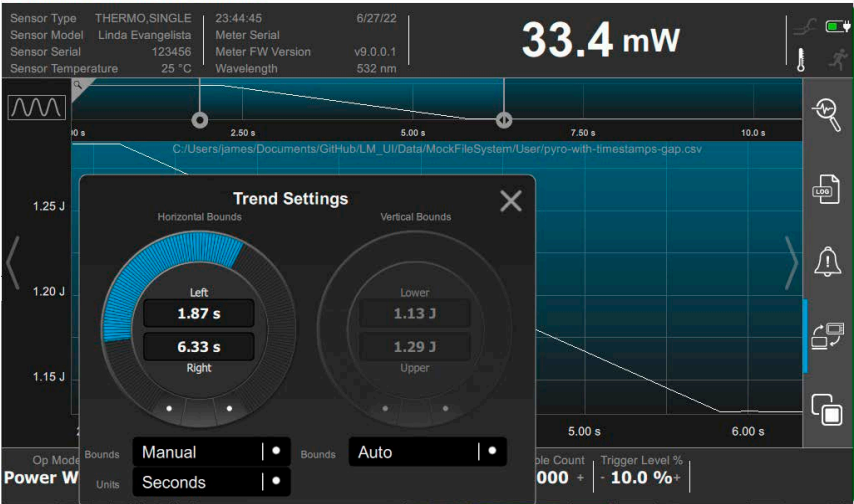 Sensor Type THERMO,SINGLE 23:44:45 6/27/22
Sensor Model Linda Evangelista Meter Serial
Sensor Serial 123456 Meter FW Version v9.0.0.1
Sensor Temperature 25 °C Wavelength 532 nm
33.4 mW
0 s 2.50 s 5.00 s 7.50 s 10.0 s
C:/Users/james/Documents/GitHub/LM_UI/Data/MockFileSystem/User/pyro-with-timestamps-gap.csv
LOG
1.25 J
1.20 J
1.15 J
Trend Settings
Horizontal Bounds Vertical Bounds
Left Lower
1.87 s 1.13 J
6.33 s 1.29 J
Right Upper
5.00 s 6.00 s
Bounds Manual Bounds Auto
Units Seconds
Op Mode
Power W
ple Count Trigger Level %
000 + - 10.0 %+